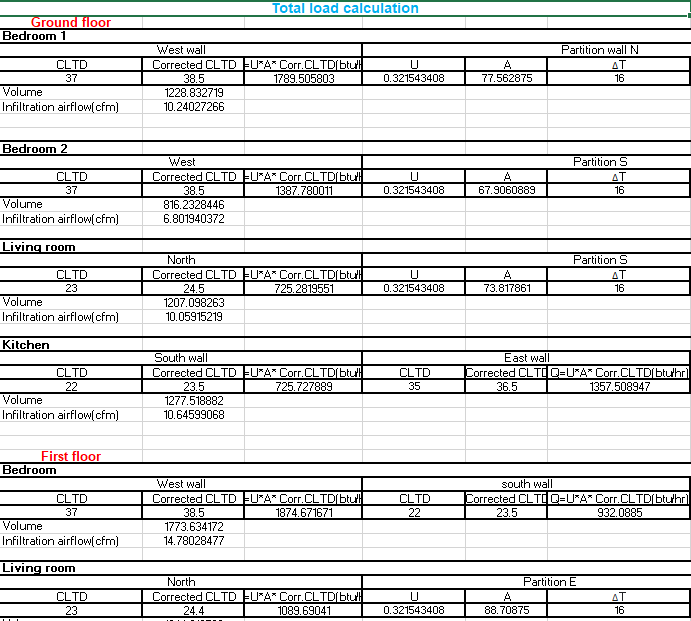 Total load calculation
Ground floor
Bedroom 1
West wall Partition wall N
CLTD Corrected CLTD =U*A* Corr.CLTD(btu/h U A ΔT
37 38.5 1789.505803 0.321543408 77.562875 16
Volume 1228.832719
Infiltration airflow(cfm) 10.24027266
Bedroom 2
West Partition S
CLTD Corrected CLTD =U*A* Corr.CLTD(btu/h U A ΔT
37 38.5 1387.780011 0.321543408 67.9060889 16
Volume 816.2328446
Infiltration airflow(cfm) 6.801940372
Living room
North Partition S
CLTD Corrected CLTD =U*A* Corr.CLTD(btu/h U A ΔT
23 24.5 725.2819551 0.321543408 73.817861 16
Volume 1207.098263
Infiltration airflow(cfm) 10.05915219
Kitchen
South wall East wall
CLTD Corrected CLTD =U*A* Corr.CLTD(btu/h CLTD Corrected CLTD Q=U*A* Corr.CLTD(btu/hr)
22 23.5 725.727889 35 36.5 1357.508947
Volume 1277.518882
Infiltration airflow(cfm) 10.64599068
First floor
Bedroom
West wall south wall
CLTD Corrected CLTD =U*A* Corr.CLTD(btu/h CLTD Corrected CLTD Q=U*A* Corr.CLTD(btu/hr)
37 38.5 1874.671671 22 23.5 932.0885
Volume 1773.634172
Infiltration airflow(cfm) 14.78028477
Living room
North Partition E
CLTD Corrected CLTD =U*A* Corr.CLTD(btu/h U A ΔT
23 24.4 1089.69041 0.321543408 88.70875 16